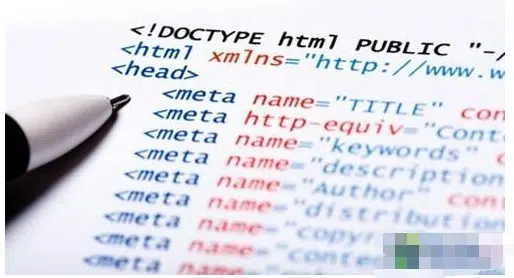 <!DOCTYPE html PUBLIC "-/
<html xmlns="http://www.w
<head>
<meta name="TITLE" con
<meta http-equiv="Conte
<meta name="keywords" c
<meta name="description
<meta name="Author" cont
<meta name="distribution
<meta name="copyr
<meta name="